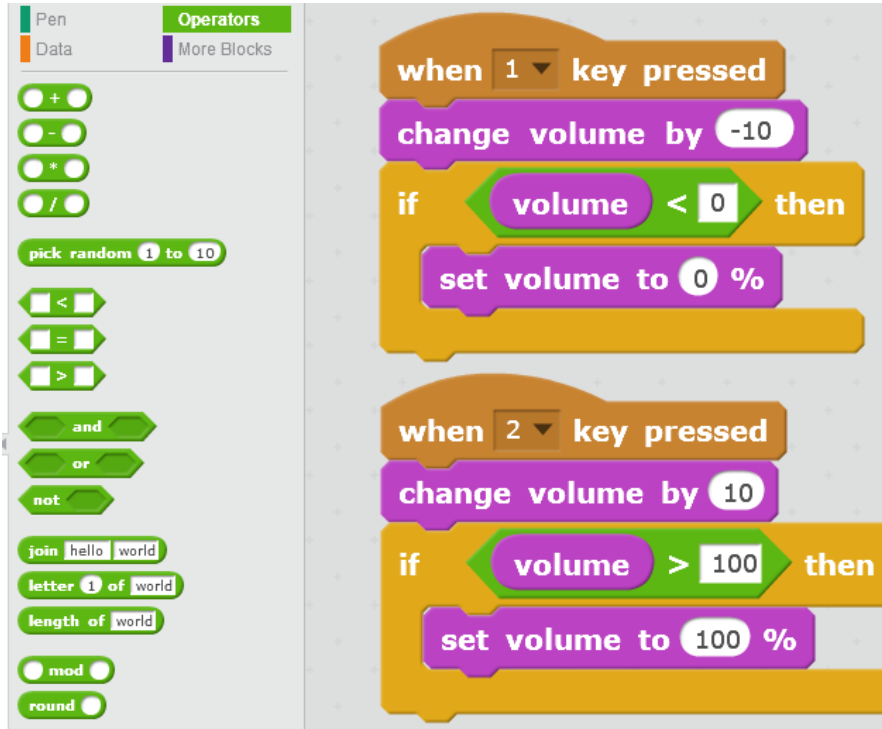 Pen Operators
Data More Blocks
+
-
*
/
pick random 1 to 10
<
=
>
and
or
not
join hello world
letter 1 of world
length of world
mod
round
when 1 key pressed
change volume by -10
if volume < 0 then
set volume to 0 %
when 2 key pressed
change volume by 10
if volume > 100 then
set volume to 100 %